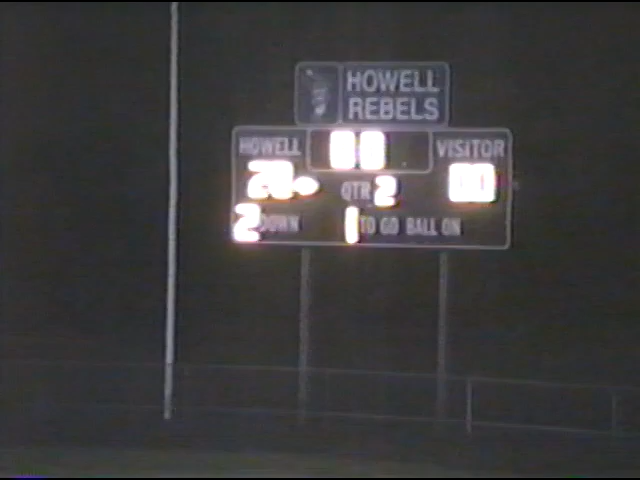 HOWELL
REBELS
HOWELL VISITOR
QTR 2
2 DOWN 1 TO GO BALL ON